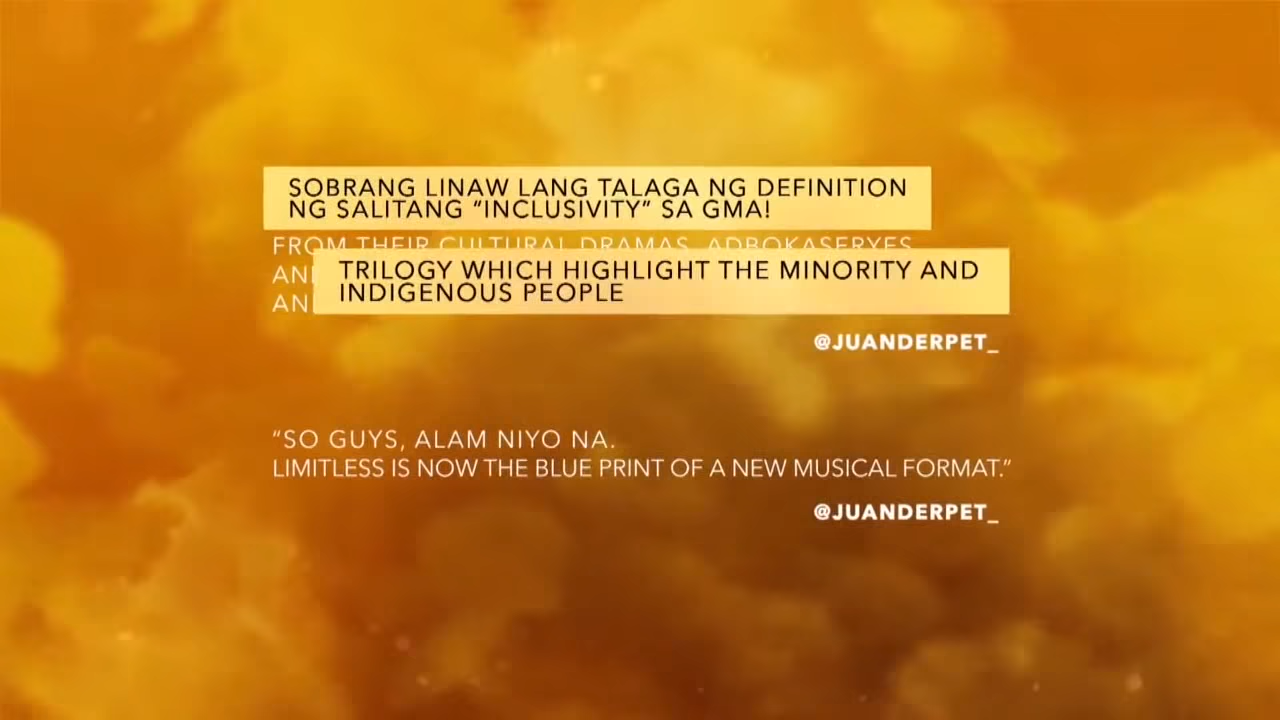 SOBRANG LINAW LANG TALAGA NG DEFINITION
NG SALITANG “INCLUSIVITY” SA GMA!
FROM THEIR CULTURAL DRAMAS, ADBOKASERYES
TRILOGY WHICH HIGHLIGHT THE MINORITY AND
INDIGENOUS PEOPLE
@JUANDERPET_
“SO GUYS, ALAM NIYO NA.
LIMITLESS IS NOW THE BLUE PRINT OF A NEW MUSICAL FORMAT.”
@JUANDERPET_